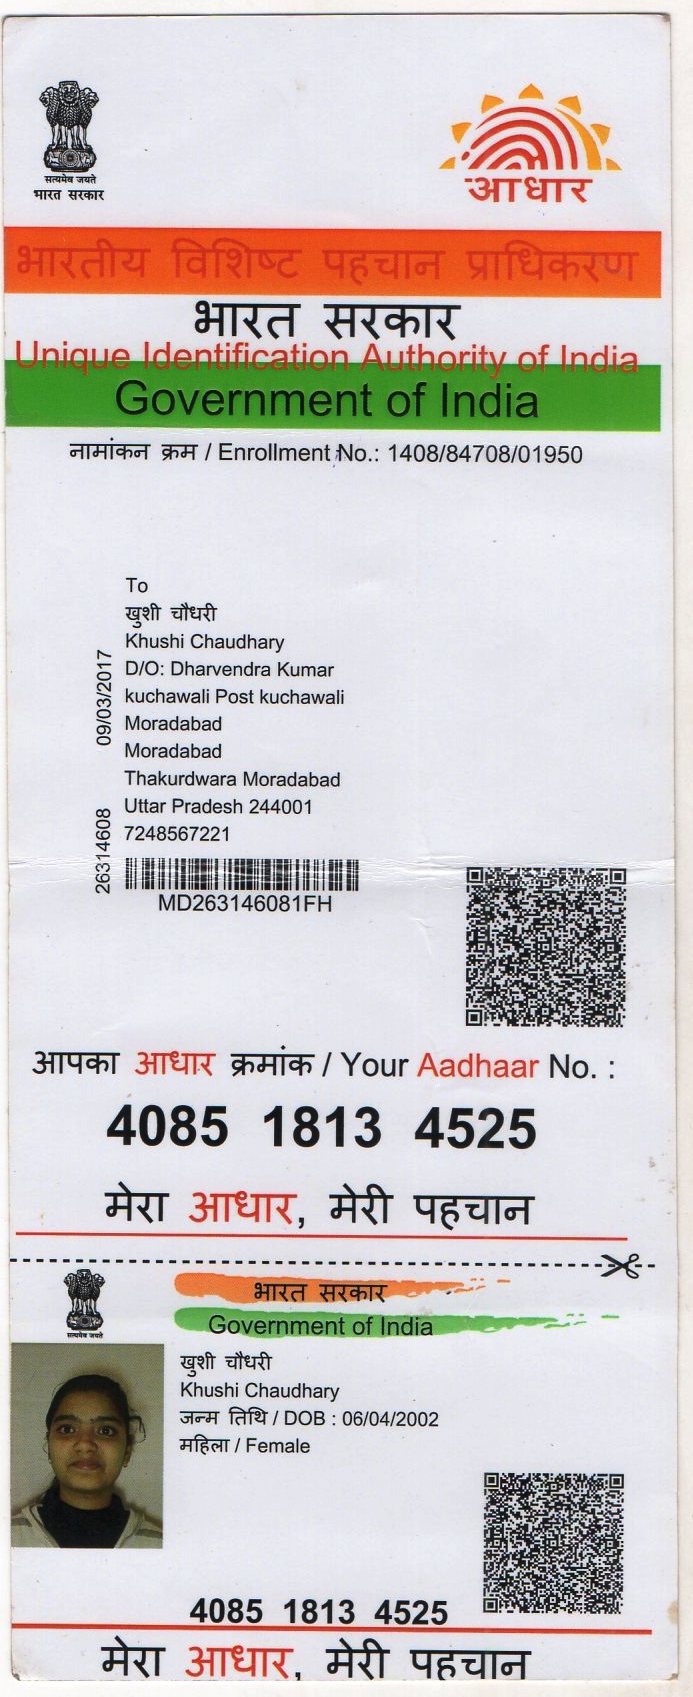 सत्यमेव जयते
भारत सरकार
आधार
भारतीय विशिष्ट पहचान प्राधिकरण
भारत सरकार
Unique Identification Authority of India
Government of India
नामांकन क्रम / Enrollment No.: 1408/84708/01950
To
खुशी चौधरी
Khushi Chaudhary
D/O: Dharvendra Kumar
kuchawali Post kuchawali
Moradabad
Moradabad
Thakurdwara Moradabad
Uttar Pradesh 244001
7248567221
26314608 09/03/2017
MD263146081FH
आपका आधार क्रमांक / Your Aadhaar No. :
4085 1813 4525
मेरा आधार, मेरी पहचान
सत्यमेव जयते
भारत सरकार
Government of India
खुशी चौधरी
Khushi Chaudhary
जन्म तिथि / DOB : 06/04/2002
महिला / Female
4085 1813 4525
मेरा आधार, मेरी पहचान